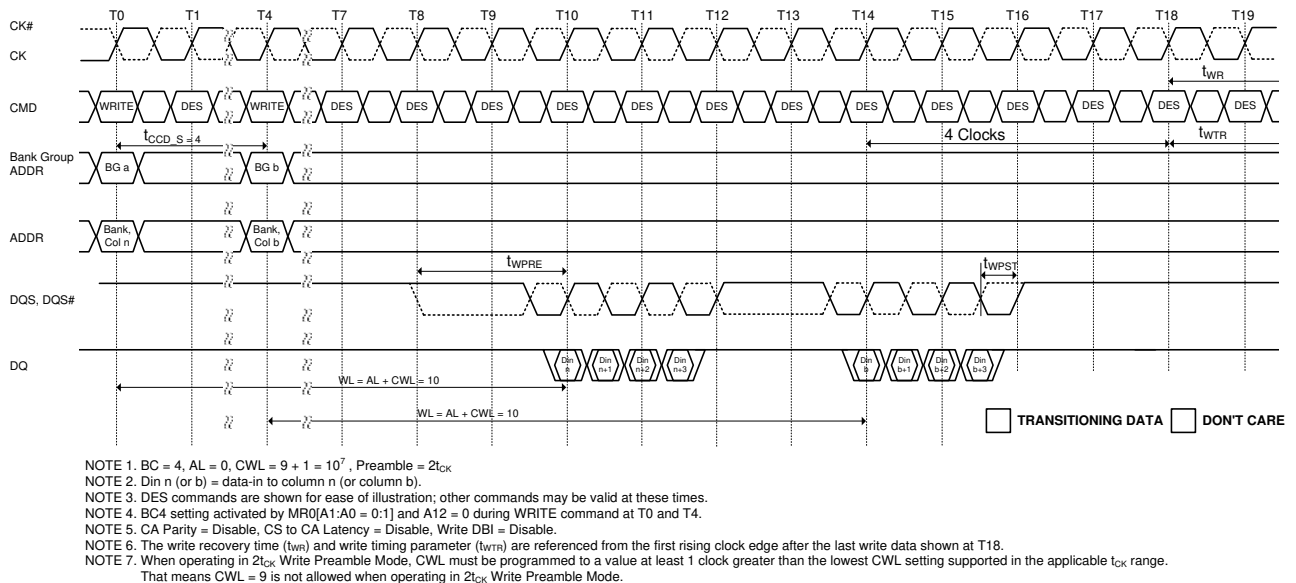 T0 T1 T4 T7 T8 T9 T10 T11 T12 T13 T14 T15 T16 T17 T18 T19
CK#
CK
tWR
CMD WRITE DES WRITE DES DES DES DES DES DES DES DES DES DES DES DES DES
tCCD_S = 4
4 Clocks
tWTR
Bank Group
ADDR
BG a BG b
ADDR
Bank,
Col n
Bank,
Col b
tWPRE
tWPST
DQS, DQS#
DQ
Din
n
Din
n+1
Din
n+2
Din
n+3
Din
b
Din
b+1
Din
b+2
Din
b+3
WL = AL + CWL = 10
WL = AL + CWL = 10
TRANSITIONING DATA
DON'T CARE
NOTE 1. BC = 4, AL = 0, CWL = 9 + 1 = 10⁷ , Preamble = 2tCK
NOTE 2. Din n (or b) = data-in to column n (or column b).
NOTE 3. DES commands are shown for ease of illustration; other commands may be valid at these times.
NOTE 4. BC4 setting activated by MR0[A1:A0 = 0:1] and A12 = 0 during WRITE command at T0 and T4.
NOTE 5. CA Parity = Disable, CS to CA Latency = Disable, Write DBI = Disable.
NOTE 6. The write recovery time (tWR) and write timing parameter (tWTR) are referenced from the first rising clock edge after the last write data shown at T18.
NOTE 7. When operating in 2tCK Write Preamble Mode, CWL must be programmed to a value at least 1 clock greater than the lowest CWL setting supported in the applicable tCK range.
That means CWL = 9 is not allowed when operating in 2tCK Write Preamble Mode.